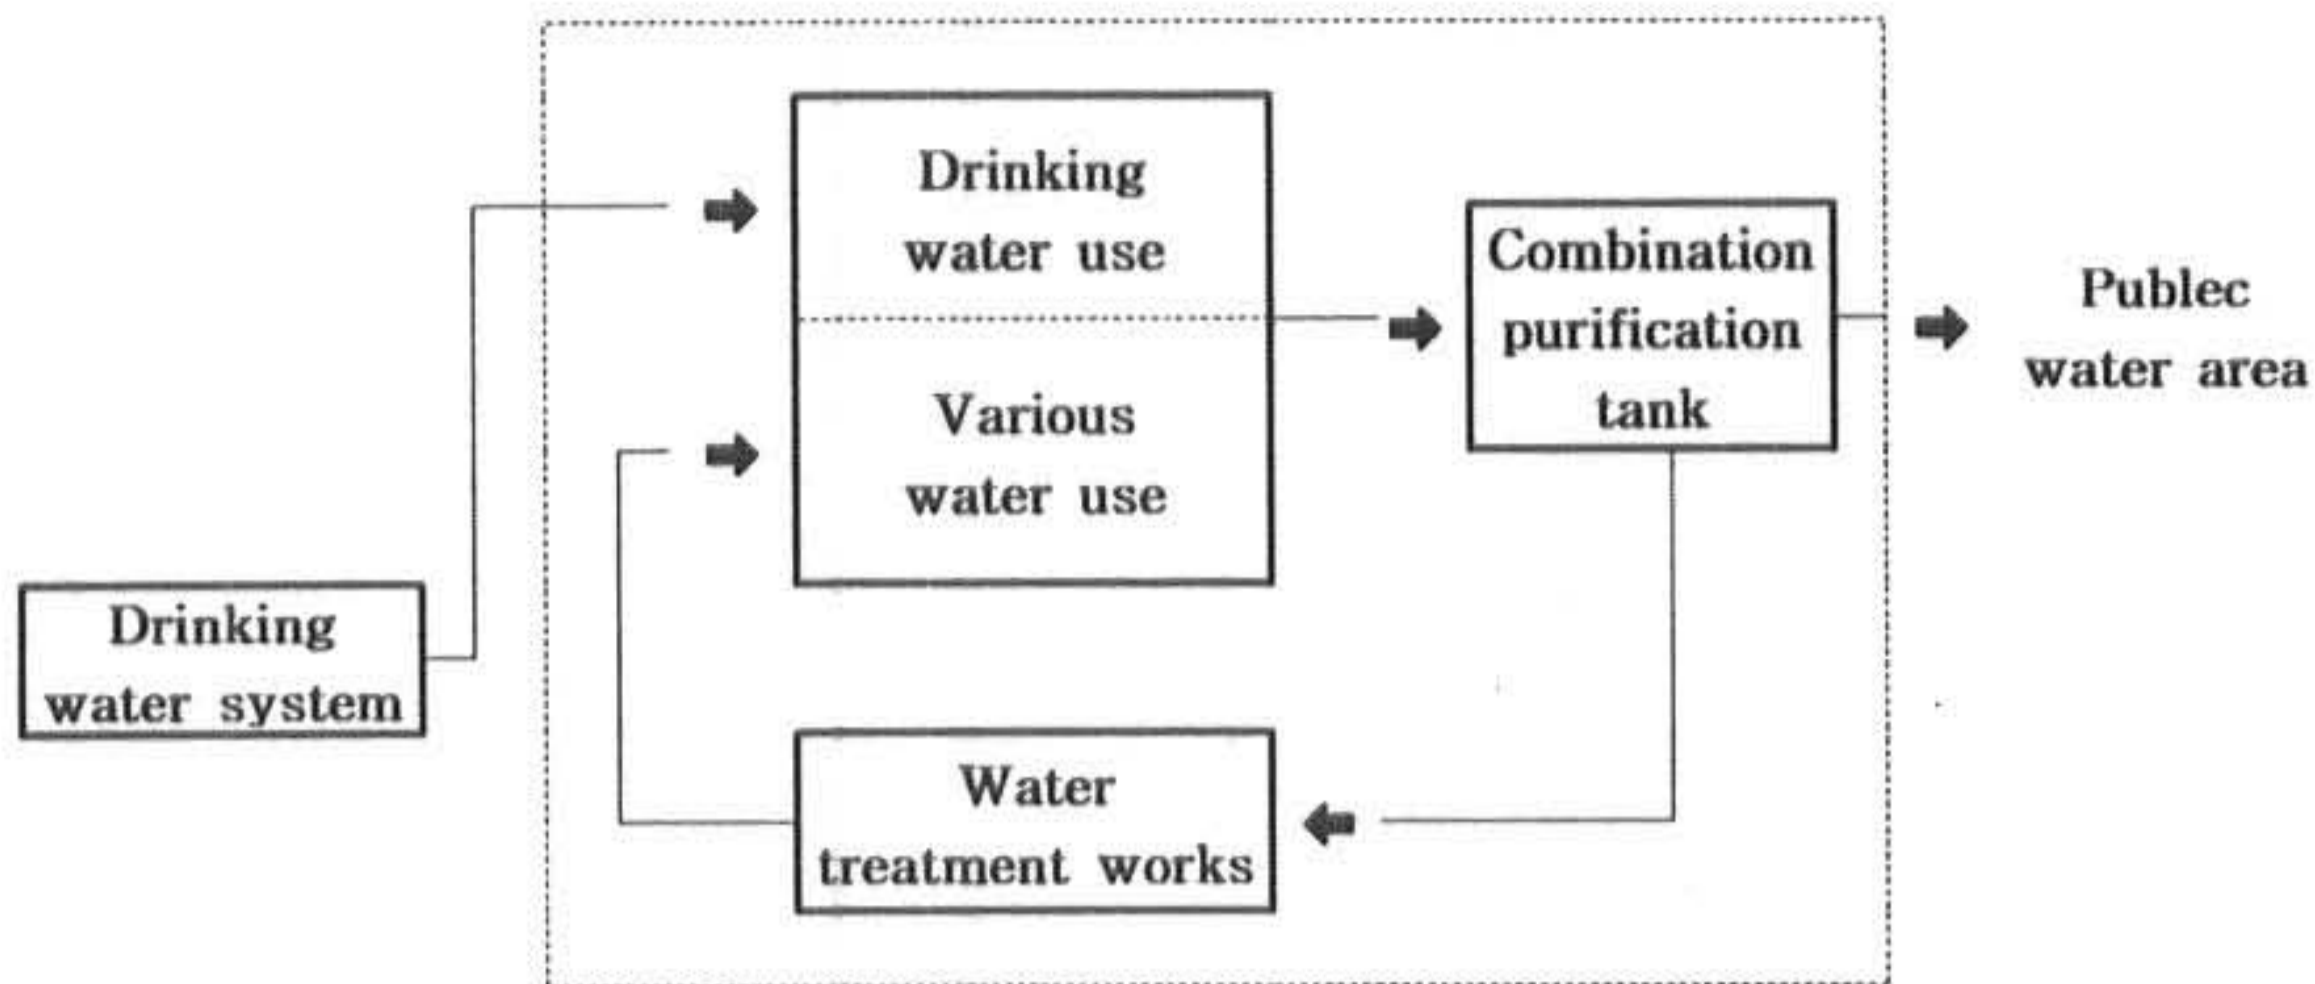 Drinking
water use
Various
water use
Combination
purification
tank
Publec
water area
Drinking
water system
Water
treatment works